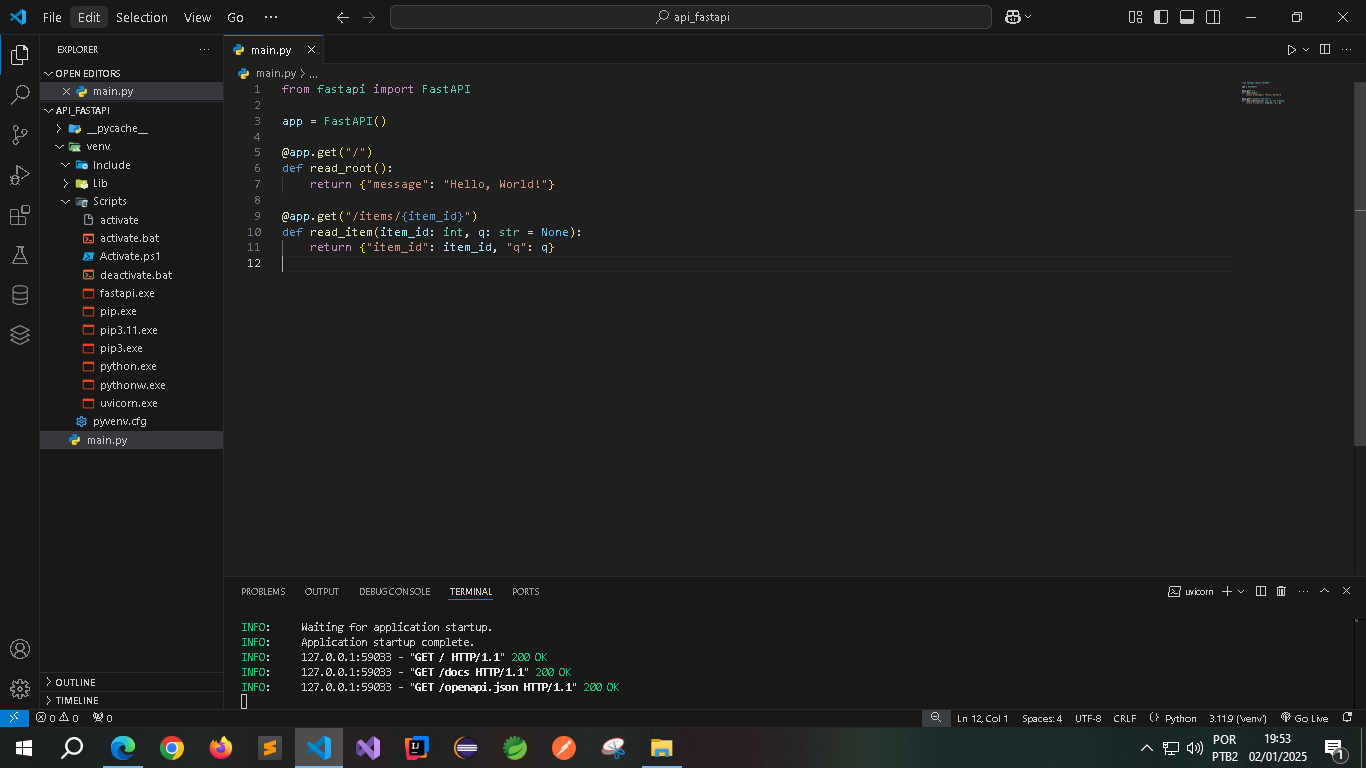 File Edit Selection View Go ··· api_fastapi
EXPLORER ···
OPEN EDITORS
main.py
API_FASTAPI
__pycache__
venv
Include
Lib
Scripts
activate
activate.bat
Activate.ps1
deactivate.bat
fastapi.exe
pip.exe
pip3.11.exe
pip3.exe
python.exe
pythonw.exe
uvicorn.exe
pyvenv.cfg
main.py
OUTLINE
TIMELINE
main.py
main.py > ...
1 from fastapi import FastAPI
2
3 app = FastAPI()
4
5 @app.get("/")
6 def read_root():
7 return {"message": "Hello, World!"}
8
9 @app.get("/items/{item_id}")
10 def read_item(item_id: int, q: str = None):
11 return {"item_id": item_id, "q": q}
12
PROBLEMS OUTPUT DEBUG CONSOLE TERMINAL PORTS uvicorn
INFO: Waiting for application startup.
INFO: Application startup complete.
INFO: 127.0.0.1:59033 - "GET / HTTP/1.1" 200 OK
INFO: 127.0.0.1:59033 - "GET /docs HTTP/1.1" 200 OK
INFO: 127.0.0.1:59033 - "GET /openapi.json HTTP/1.1" 200 OK
0 0 0 Ln 12, Col 1 Spaces: 4 UTF-8 CRLF Python 3.11.9 ('venv') Go Live
POR 19:53
PTB2 02/01/2025 1